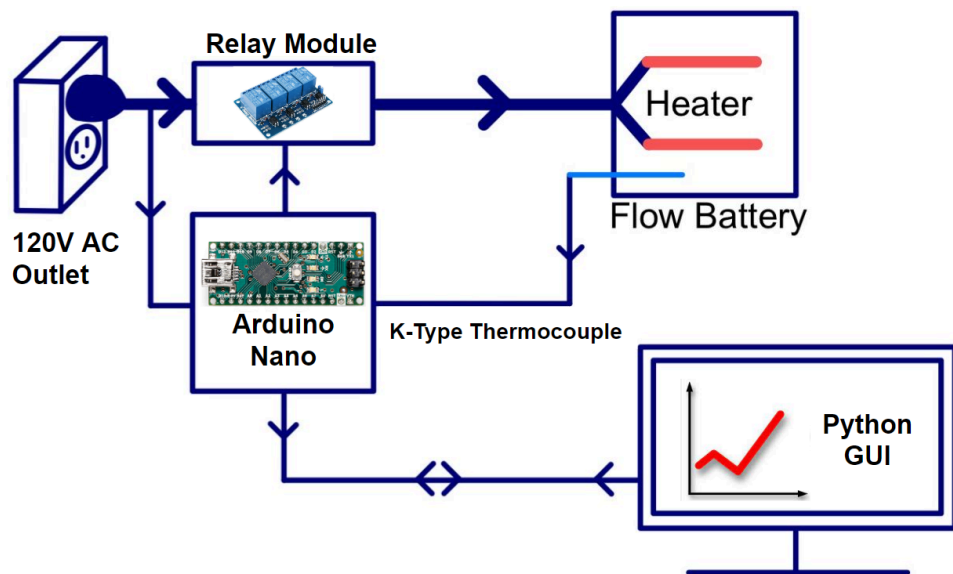 Relay Module
Heater
Flow Battery
120V AC
Outlet
Arduino
Nano
K-Type Thermocouple
Python
GUI